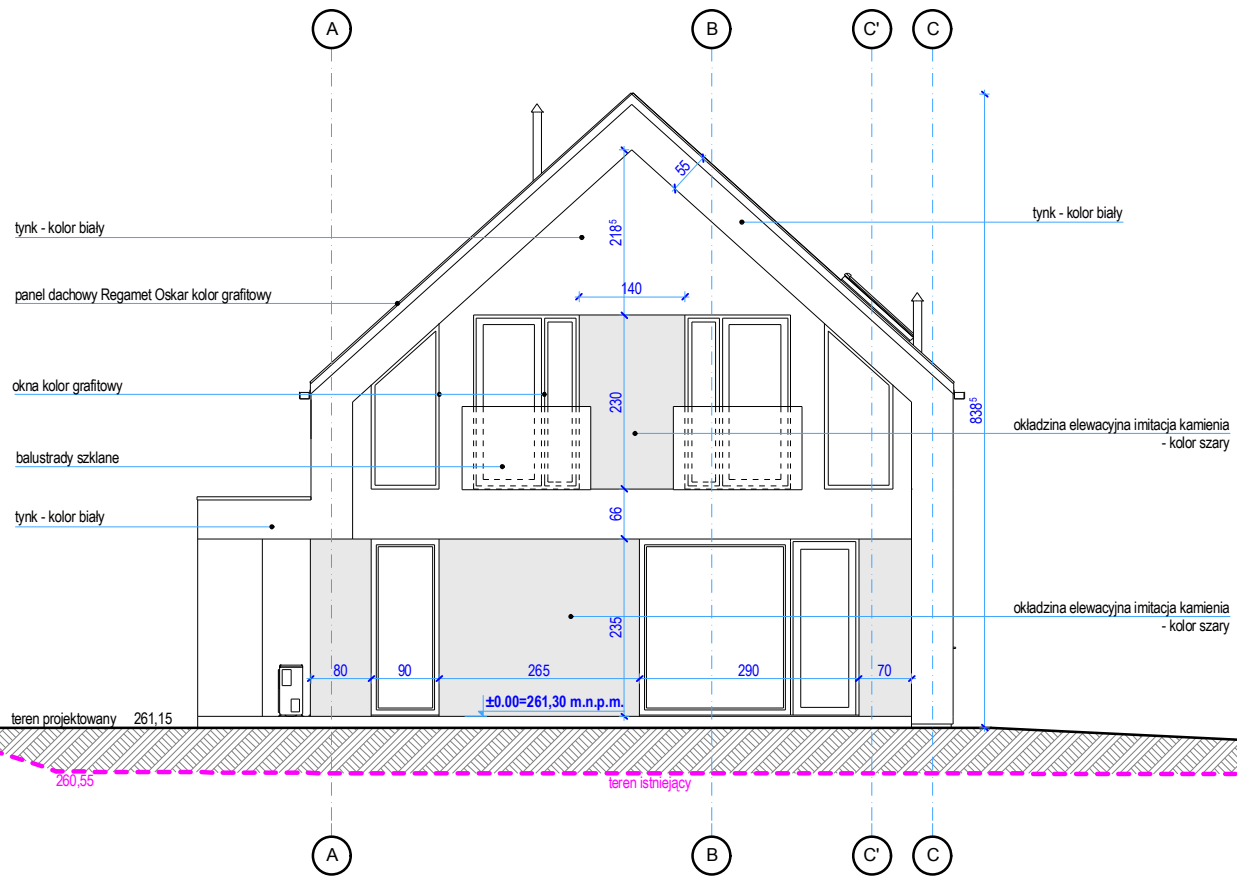 A B C' C
tynk - kolor biały
tynk - kolor biały
panel dachowy Regamet Oskar kolor grafitowy
okna kolor grafitowy
balustrady szklane
tynk - kolor biały
55
218⁵
140
230
838⁵
okładzina elewacyjna imitacja kamienia
- kolor szary
66
235
okładzina elewacyjna imitacja kamienia
- kolor szary
80 90 265 290 70
±0.00=261,30 m.n.p.m.
teren projektowany 261,15
260,55
teren istniejący
A B C' C